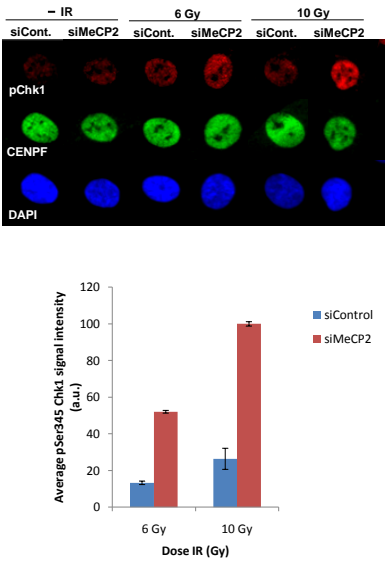 – IR 6 Gy 10 Gy
siCont. siMeCP2 siCont. siMeCP2 siCont. siMeCP2
pChk1
CENPF
DAPI
120
100
80
60
40
20
0
Average pSer345 Chk1 signal intensity
(a.u.)
siControl
siMeCP2
6 Gy 10 Gy
Dose IR (Gy)